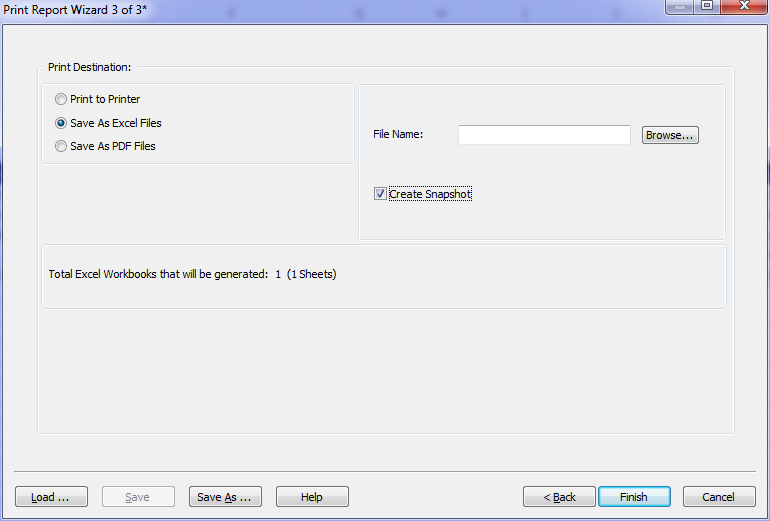 Print Report Wizard 3 of 3*
Print Destination:
Print to Printer
Save As Excel Files
Save As PDF Files
File Name:
Browse...
Create Snapshot
Total Excel Workbooks that will be generated: 1 (1 Sheets)
Load ...
Save
Save As ...
Help
< Back
Finish
Cancel